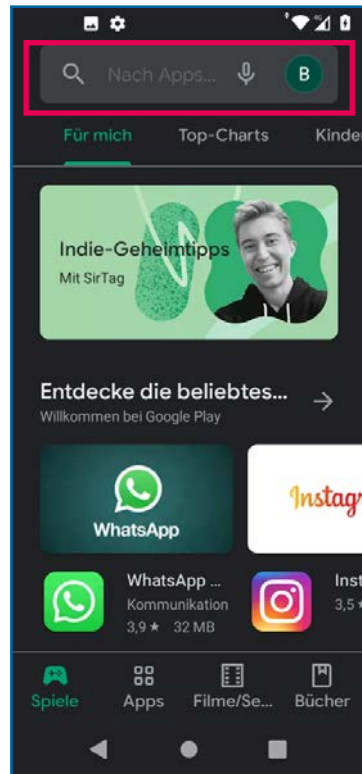 Nach Apps...
B
Für mich Top-Charts Kinder
Indie-Geheimtipps
Mit SirTag
Entdecke die beliebtes...
Willkommen bei Google Play
WhatsApp
Instagr
WhatsApp ... Inst
Kommunikation 3,5 ★
3,9 ★ 32 MB
Spiele Apps Filme/Se... Bücher